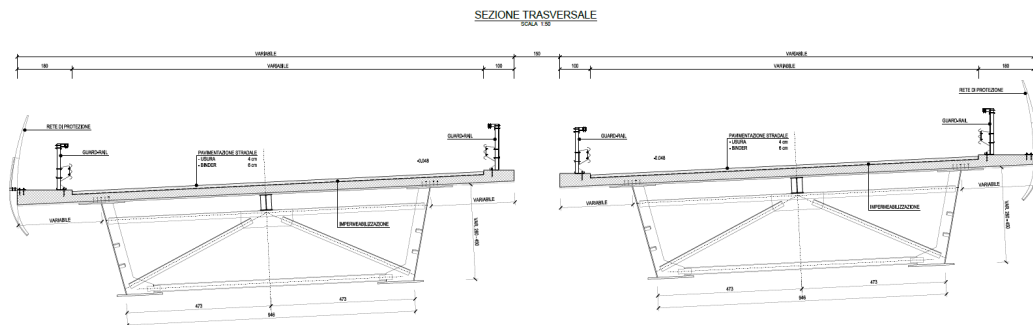 SEZIONE TRASVERSALE
SCALA 1:50
VARIABILE
150
VARIABILE
180
VARIABILE
100
100
VARIABILE
180
RETE DI PROTEZIONE
RETE DI PROTEZIONE
GUARD-RAIL
PAVIMENTAZIONE STRADALE
- USURA 4 cm
- BINDER 6 cm
GUARD-RAIL
GUARD-RAIL
PAVIMENTAZIONE STRADALE
- USURA 4 cm
- BINDER 6 cm
GUARD-RAIL
VARIABILE
IMPERMEABILIZZAZIONE
VARIABILE
VARIABILE
IMPERMEABILIZZAZIONE
VARIABILE
473
473
946
473
473
946